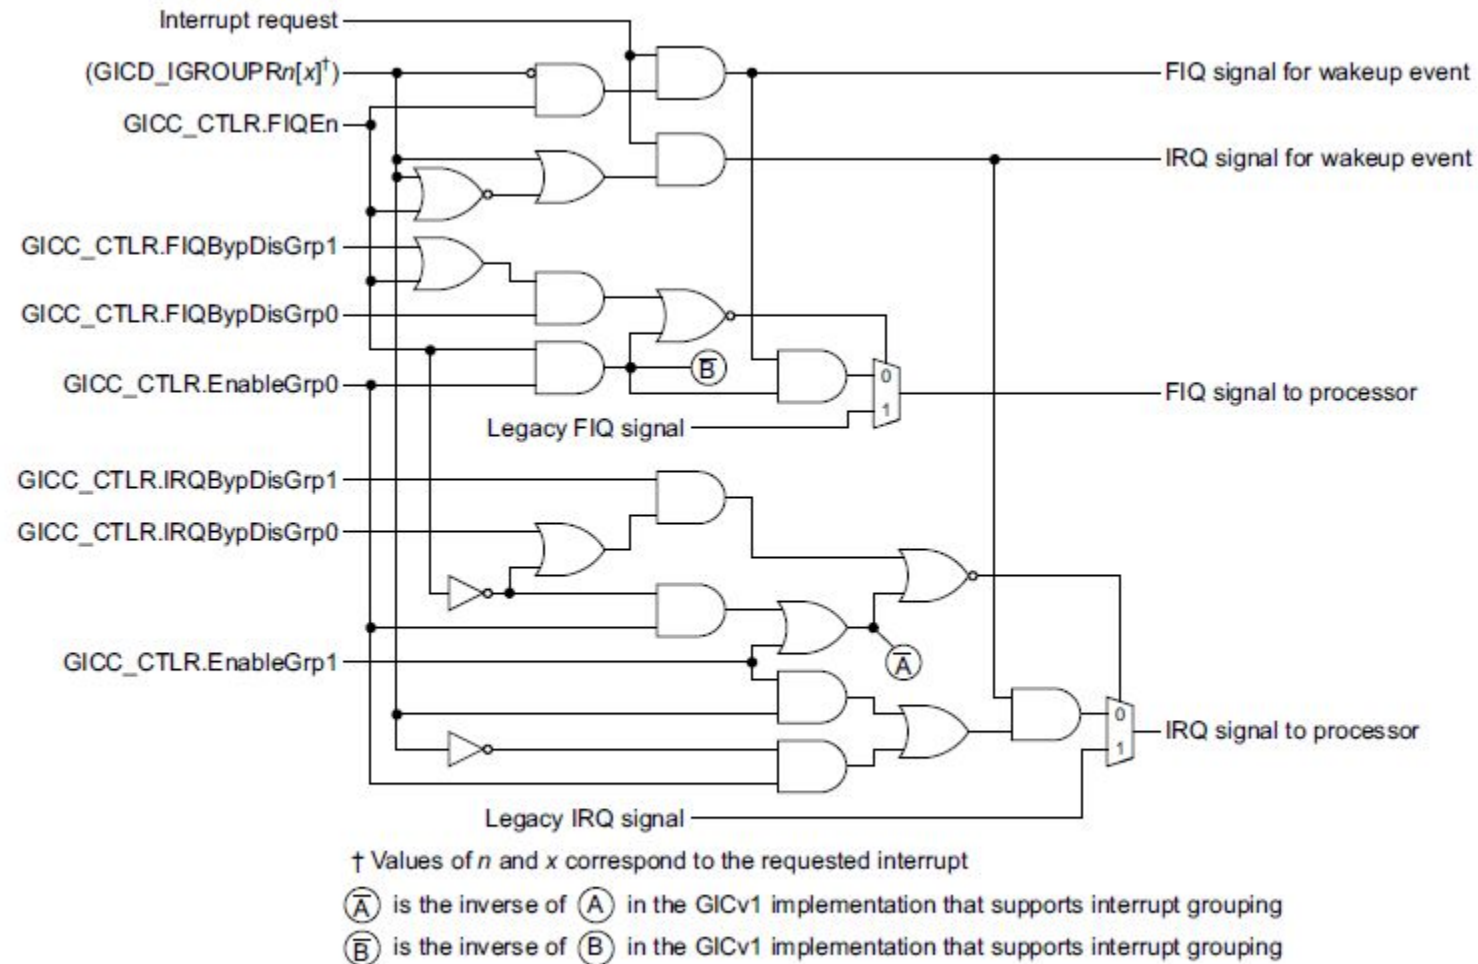 Interrupt request
(GICD_IGROUPRn[x]†)
FIQ signal for wakeup event
GICC_CTLR.FIQEn
IRQ signal for wakeup event
GICC_CTLR.FIQBypDisGrp1
GICC_CTLR.FIQBypDisGrp0
B̅
GICC_CTLR.EnableGrp0
0
FIQ signal to processor
1
Legacy FIQ signal
GICC_CTLR.IRQBypDisGrp1
GICC_CTLR.IRQBypDisGrp0
GICC_CTLR.EnableGrp1
A̅
0
IRQ signal to processor
1
Legacy IRQ signal
† Values of n and x correspond to the requested interrupt
A̅ is the inverse of A in the GICv1 implementation that supports interrupt grouping
B̅ is the inverse of B in the GICv1 implementation that supports interrupt grouping